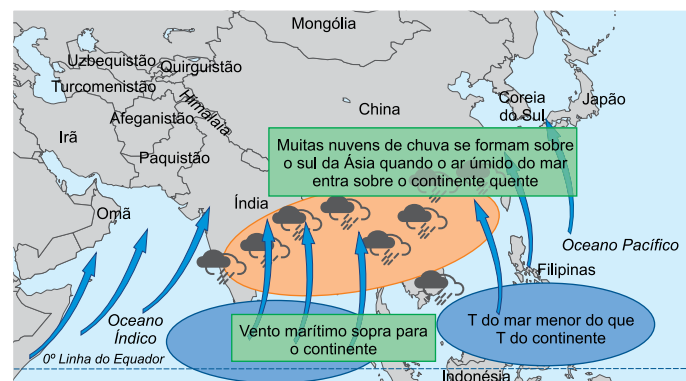 Mongólia
Uzbequistão
Quirguistão
Turcomenistão
Himalaia
Afeganistão
China
Coreia
do Sul
Japão
Irã
Paquistão
Muitas nuvens de chuva se formam sobre
o sul da Ásia quando o ar úmido do mar
entra sobre o continente quente
Índia
Omã
Oceano Pacífico
Filipinas
Oceano
Índico
Vento marítimo sopra para
o continente
T do mar menor do que
T do continente
0º Linha do Equador
Indonésia